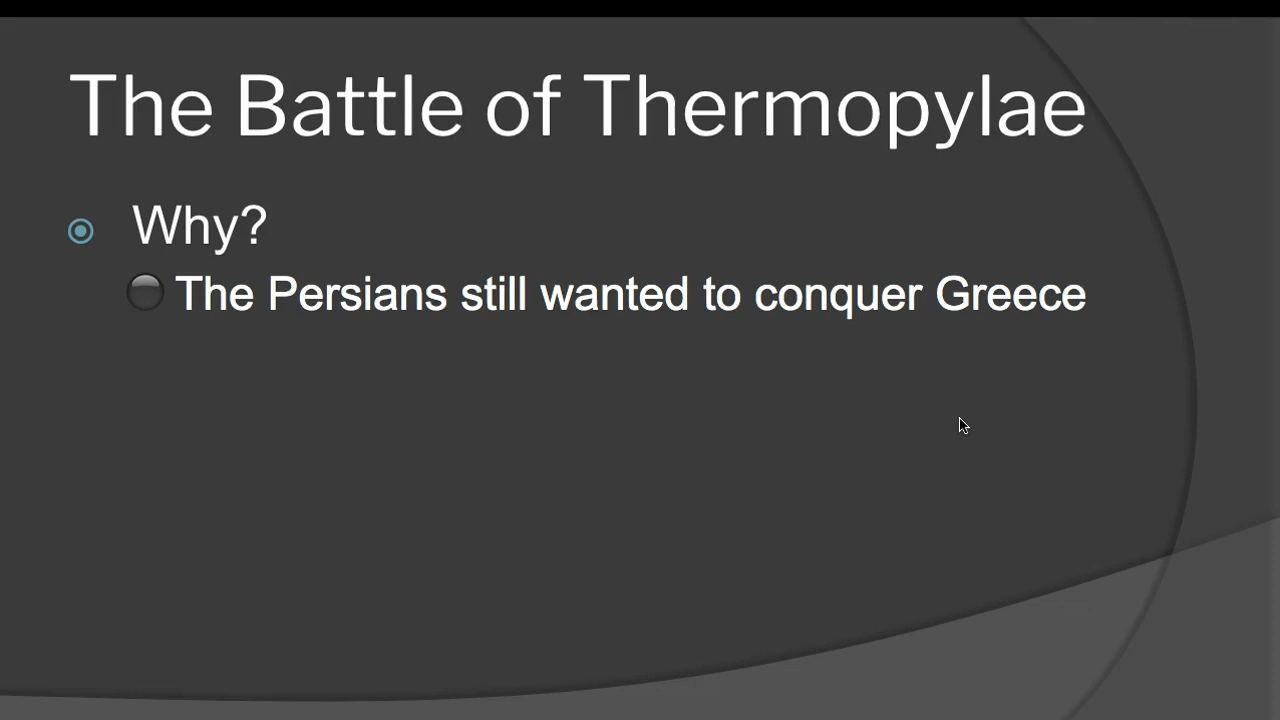 The Battle of Thermopylae
Why?
The Persians still wanted to conquer Greece